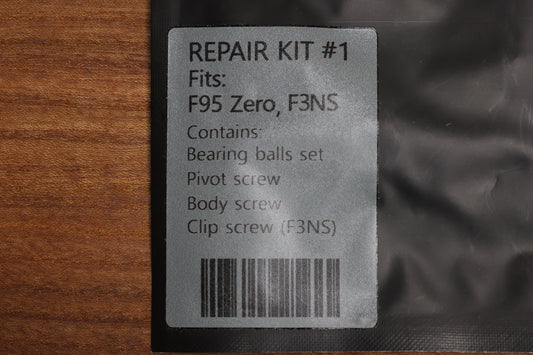 REPAIR KIT #1
Fits:
F95 Zero, F3NS
Contains:
Bearing balls set
Pivot screw
Body screw
Clip screw (F3NS)